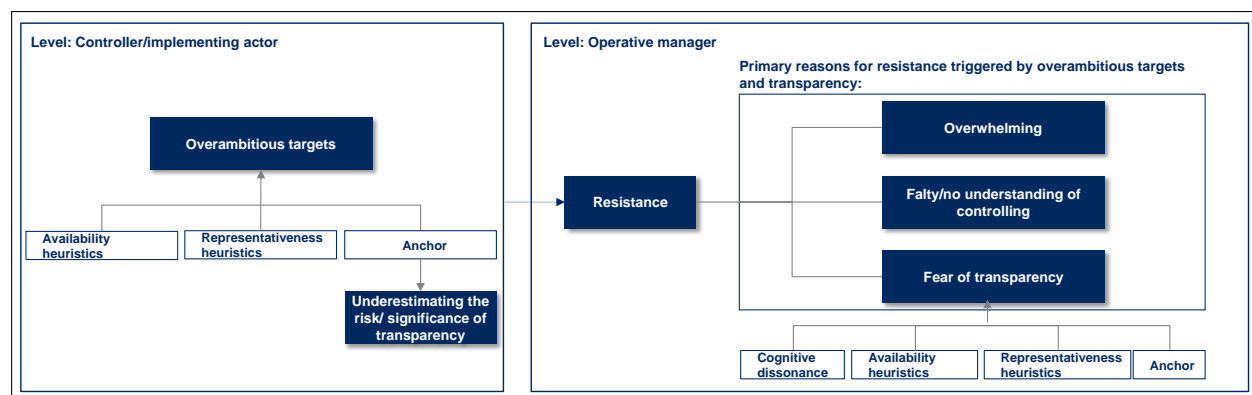 Level: Controller/implementing actor
Overambitious targets
Availability
heuristics
Representativeness
heuristics
Anchor
Underestimating the
risk/ significance of
transparency
Level: Operative manager
Primary reasons for resistance triggered by overambitious targets
and transparency:
Resistance
Overwhelming
Falty/no understanding of
controlling
Fear of transparency
Cognitive
dissonance
Availability
heuristics
Representativeness
heuristics
Anchor